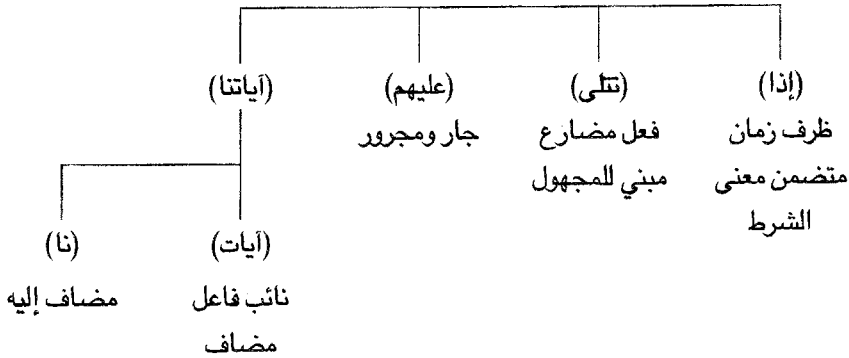 (إذا) (تتلى) (عليهم) (آياتنا)
ظرف زمان فعل مضارع جار ومجرور
متضمن معنى مبني للمجهول
الشرط
(آيات) (نا)
نائب فاعل مضاف إليه
مضاف